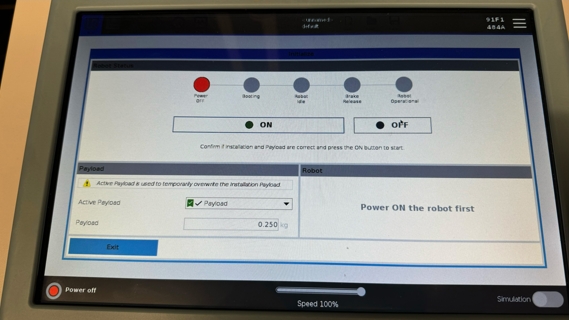 <unnamed>
default
91F1
484A
Robot Status
Power
Off
Booting
Robot
Idle
Brake
Release
Robot
Operational
ON
OFF
Confirm if Installation and Payload are correct and press the ON button to start.
Payload
Robot
Active Payload is used to temporarily overwrite the Installation Payload.
Active Payload
Payload
Power ON the robot first
Payload
0.250 kg
Exit
Power off
Speed 100%
Simulation